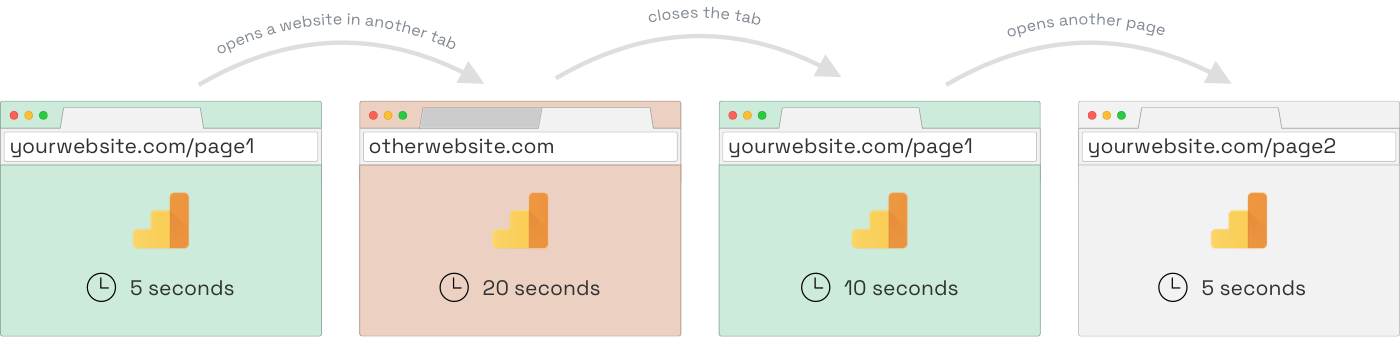 opens a website in another tab
closes the tab
opens another page
yourwebsite.com/page1
otherwebsite.com
yourwebsite.com/page1
yourwebsite.com/page2
5 seconds
20 seconds
10 seconds
5 seconds